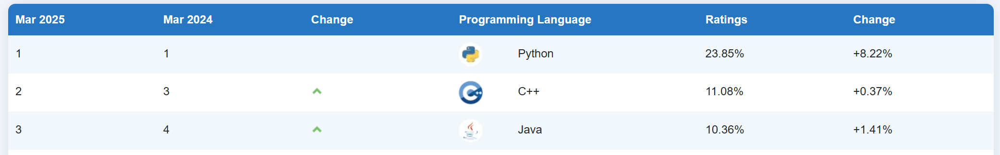 Mar 2025 Mar 2024 Change Programming Language Ratings Change
1 1 Python 23.85% +8.22%
2 3 C++ 11.08% +0.37%
3 4 Java 10.36% +1.41%